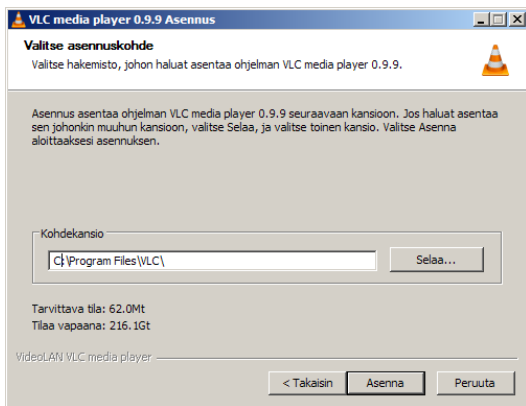 VLC media player 0.9.9 Asennus
Valitse asennuskohde
Valitse hakemisto, johon haluat asentaa ohjelman VLC media player 0.9.9.
Asennus asentaa ohjelman VLC media player 0.9.9 seuraavaan kansioon. Jos haluat asentaa
sen johonkin muuhun kansioon, valitse Selaa, ja valitse toinen kansio. Valitse Asenna
aloittaaksesi asennuksen.
Kohdekansio
C:\Program Files\VLC\
Selaa...
Tarvittava tila: 62.0Mt
Tilaa vapaana: 216.1Gt
VideoLAN VLC media player
< Takaisin Asenna Peruuta